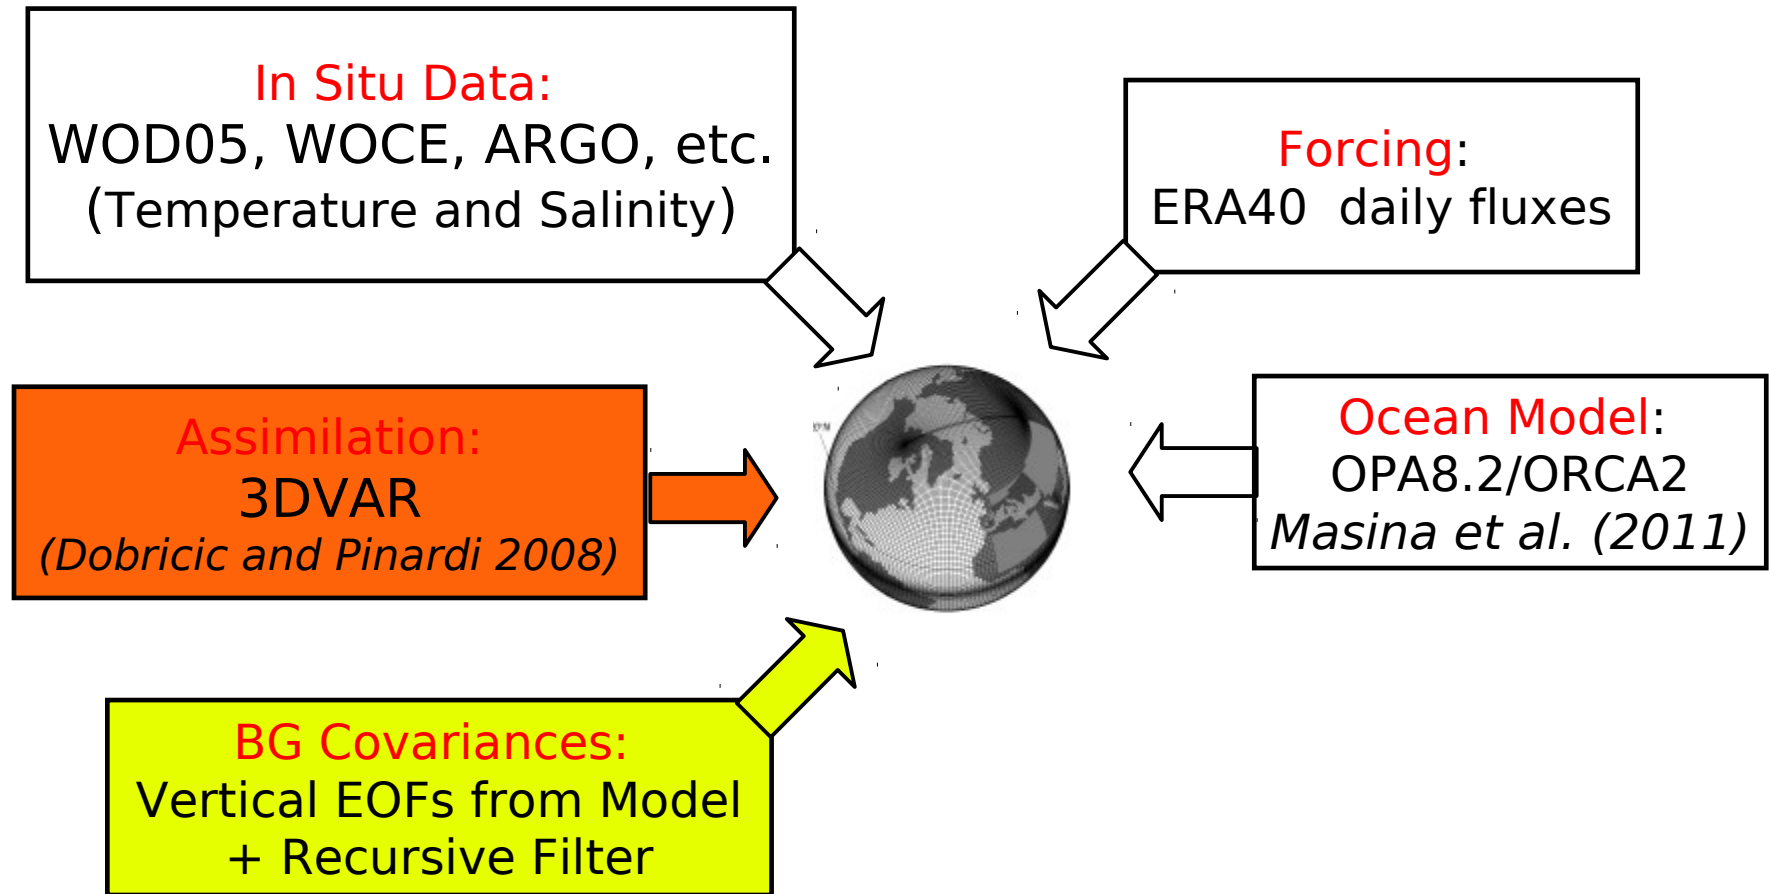 In Situ Data:
WOD05, WOCE, ARGO, etc.
(Temperature and Salinity)
Forcing:
ERA40 daily fluxes
Assimilation:
3DVAR
(Dobricic and Pinardi 2008)
Ocean Model:
OPA8.2/ORCA2
Masina et al. (2011)
BG Covariances:
Vertical EOFs from Model
+ Recursive Filter